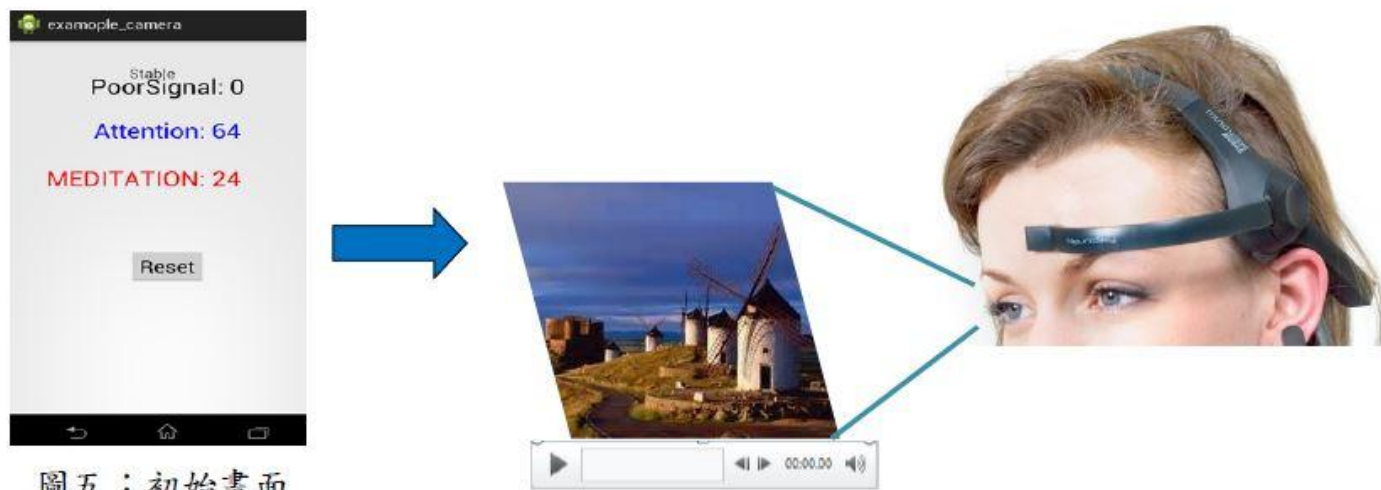 examople_camera
Stable
PoorSignal: 0
Attention: 64
MEDITATION: 24
Reset
00:00.00
圖五：初始畫面